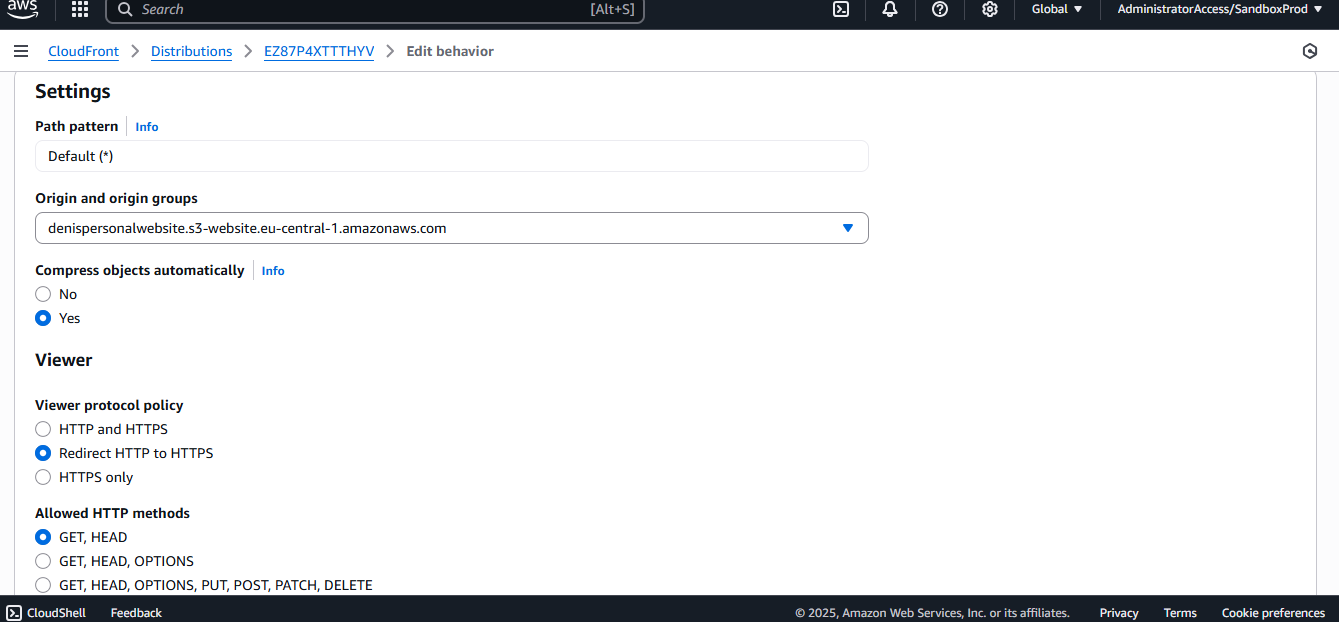 aws Search [Alt+S] Global AdministratorAccess/SandboxProd
CloudFront Distributions EZ87P4XTTTHYV Edit behavior
Settings
Path pattern Info
Default (*)
Origin and origin groups
denispersonalwebsite.s3-website.eu-central-1.amazonaws.com
Compress objects automatically Info
No
Yes
Viewer
Viewer protocol policy
HTTP and HTTPS
Redirect HTTP to HTTPS
HTTPS only
Allowed HTTP methods
GET, HEAD
GET, HEAD, OPTIONS
GET, HEAD, OPTIONS, PUT, POST, PATCH, DELETE
CloudShell Feedback © 2025, Amazon Web Services, Inc. or its affiliates. Privacy Terms Cookie preferences